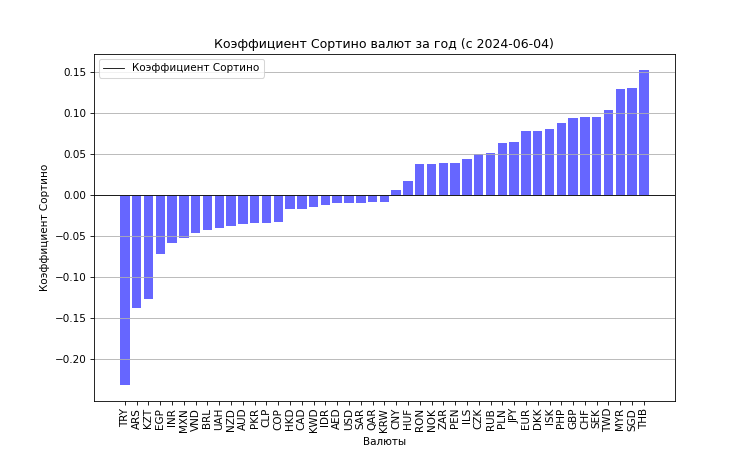 Коэффициент Сортино валют за год (с 2024-06-04)
Коэффициент Сортино
0.15
0.10
0.05
0.00
−0.05
−0.10
−0.15
−0.20
Коэффициент Сортино
TRY ARS KZT EGP INR MXN VND BRL UAH NZD AUD PKR CLP COP HKD CAD KWD IDR AED USD SAR QAR KRW CNY HUF RON NOK ZAR PEN ILS CZK RUB PLN JPY EUR DKK ISK PHP GBP CHF SEK TWD MYR SGD THB
Валюты